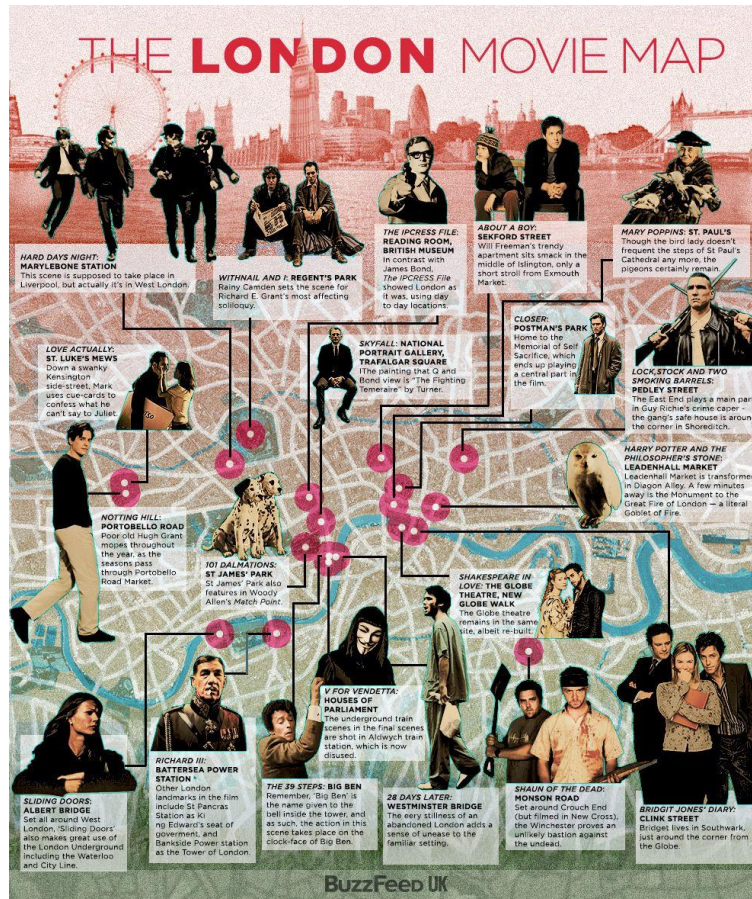 THE LONDON MOVIE MAP
HARD DAYS NIGHT:
MARYLEBONE STATION
This scene is supposed to take place in
Liverpool, but actually it's in West London.
WITHNAIL AND I: REGENT'S PARK
Rainy Camden sets the scene for
Richard E. Grant's most affecting
soliloquy.
THE IPCRESS FILE:
READING ROOM,
BRITISH MUSEUM
In contrast with
James Bond,
The IPCRESS File
showed London as
it was, using day
to day locations.
ABOUT A BOY:
SEKFORD STREET
Will Freeman's trendy
apartment sits smack in the
middle of Islington, only a
short stroll from Exmouth
Market.
MARY POPPINS: ST. PAUL'S
Though the bird lady doesn't
frequent the steps of St Paul's
Cathedral any more, the
pigeons certainly remain.
LOVE ACTUALLY:
ST. LUKE'S MEWS
Down a swanky
Kensington
side-street, Mark
uses cue-cards to
confess what he
can't say to Juliet.
SKYFALL: NATIONAL
PORTRAIT GALLERY,
TRAFALGAR SQUARE
IThe painting that Q and
Bond view is "The Fighting
Temeraire" by Turner.
CLOSER:
POSTMAN'S PARK
Home to the
Memorial of Self
Sacrifice, which
ends up playing
a central part in
the film.
LOCK,STOCK AND TWO
SMOKING BARRELS:
PEDLEY STREET
The East End plays a main par
in Guy Richie's crime caper -
the gang's safe house is aroun
the corner in Shoreditch.
HARRY POTTER AND THE
PHILOSOPHER'S STONE:
LEADENHALL MARKET
Leadenhall Market is transforme
in Diagon Alley. A few minutes
away is the Monument to the
Great Fire of London — a literal
Goblet of Fire.
NOTTING HILL:
PORTOBELLO ROAD
Poor old Hugh Grant
mopes throughout
the year, as the
seasons pass
through Portobello
Road Market.
101 DALMATIONS:
ST JAMES' PARK
St James' Park also
features in Woody
Allen's Match Point.
SHAKESPEARE IN
LOVE: THE GLOBE
THEATRE, NEW
GLOBE WALK
The Globe theatre
remains in the same
site, albeit re-built.
V FOR VENDETTA:
HOUSES OF
PARLIAMENT
The underground train
scenes in the final scenes
are shot in Aldwych train
station, which is now
disused.
SLIDING DOORS:
ALBERT BRIDGE
Set all around West
London, 'Sliding Doors'
also makes great use of
the London Underground
including the Waterloo
and City Line.
RICHARD III:
BATTERSEA POWER
STATION *
Other London
landmarks in the film
include St Pancras
Station as Ki
ng Edward's seat of
goverment, and
Bankside Power station
as the Tower of London.
THE 39 STEPS: BIG BEN
Remember, 'Big Ben' is
the name given to the
bell inside the tower, and
as such, the action in this
scene takes place on the
clock-face of Big Ben.
28 DAYS LATER:
WESTMINSTER BRIDGE
The eery stillness of an
abandoned London adds a
sense of unease to the
familiar setting.
SHAUN OF THE DEAD:
MONSON ROAD
Set around Crouch End
(but filmed in New Cross),
the Winchester proves an
unlikely bastion against
the undead.
BRIDGIT JONES' DIARY:
CLINK STREET
Bridget lives in Southwark,
just around the corner from
the Globe.
BuzzFeed UK